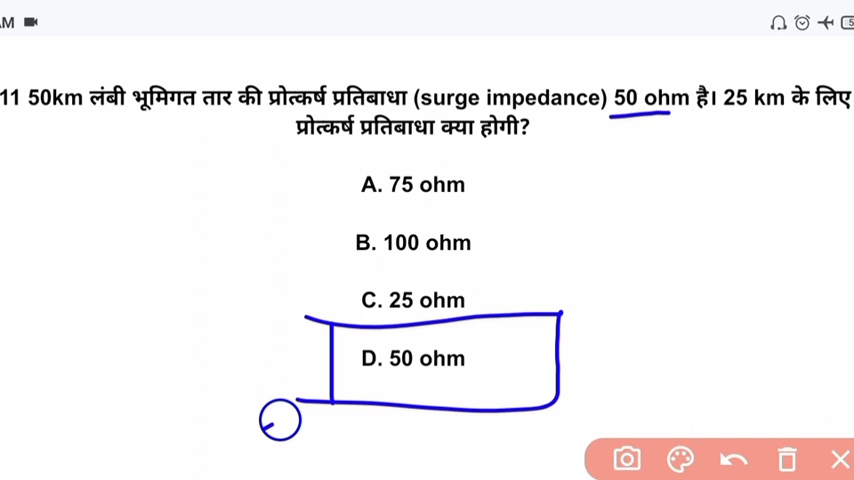 M
11 50km लंबी भूमिगत तार की प्रोत्कर्ष प्रतिबाधा (surge impedance) 50 ohm है। 25 km के लिए
प्रोत्कर्ष प्रतिबाधा क्या होगी?
A. 75 ohm
B. 100 ohm
C. 25 ohm
D. 50 ohm